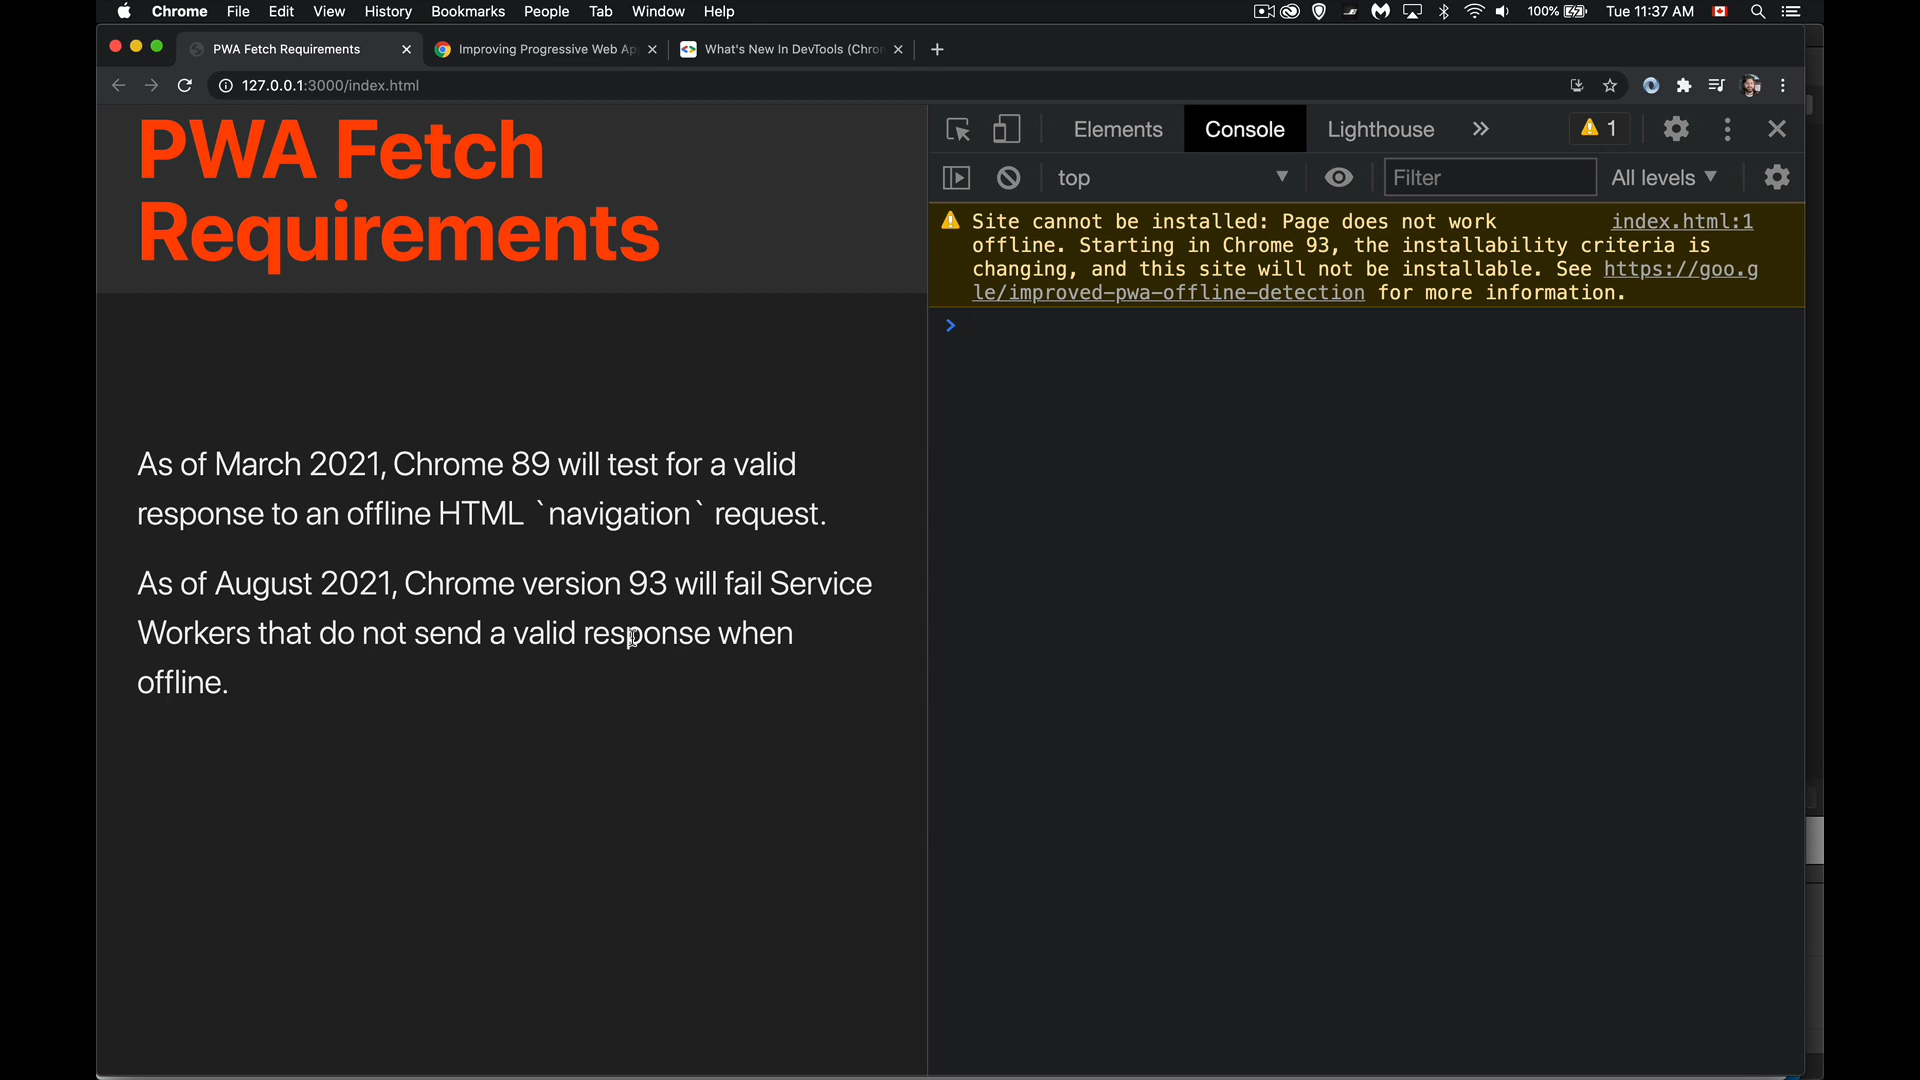 Chrome File Edit View History Bookmarks People Tab Window Help 100% Tue 11:37 AM
PWA Fetch Requirements Improving Progressive Web Ap What's New In DevTools (Chro
127.0.0.1:3000/index.html
PWA Fetch
Requirements
As of March 2021, Chrome 89 will test for a valid
response to an offline HTML `navigation` request.
As of August 2021, Chrome version 93 will fail Service
Workers that do not send a valid response when
offline.
Elements Console Lighthouse 1
top Filter All levels
Site cannot be installed: Page does not work index.html:1
offline. Starting in Chrome 93, the installability criteria is
changing, and this site will not be installable. See https://goo.g
le/improved-pwa-offline-detection for more information.